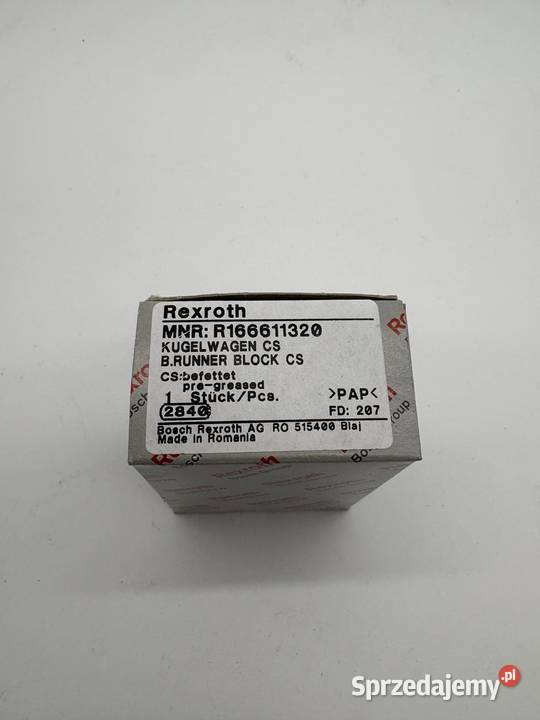 Rexroth
MNR: R166611320
KUGELWAGEN CS
B.RUNNER BLOCK CS
CS:befettet
pre-greased
1 Stück/Pcs. >PAP<
2840 FD: 207
Bosch Rexroth AG RO 515400 Blaj
Made in Romania
Rexroth
Sprzedajemy.pl